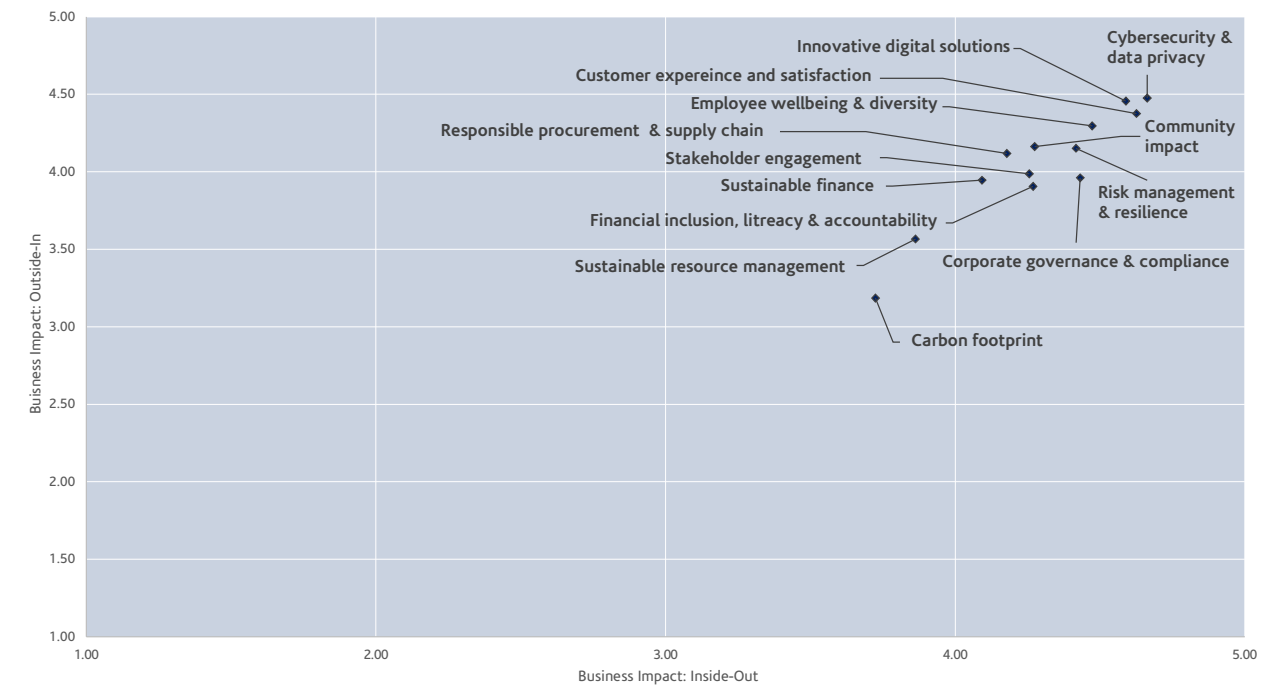 5.00
4.50
4.00
3.50
3.00
2.50
2.00
1.50
1.00
Buisness Impact: Outside-In
Innovative digital solutions
Cybersecurity &
data privacy
Customer expereince and satisfaction
Employee wellbeing & diversity
Responsible procurement & supply chain
Community
impact
Stakeholder engagement
Sustainable finance
Risk management
& resilience
Financial inclusion, litreacy & accountability
Sustainable resource management
Corporate governance & compliance
Carbon footprint
1.00
2.00
3.00
4.00
5.00
Business Impact: Inside-Out